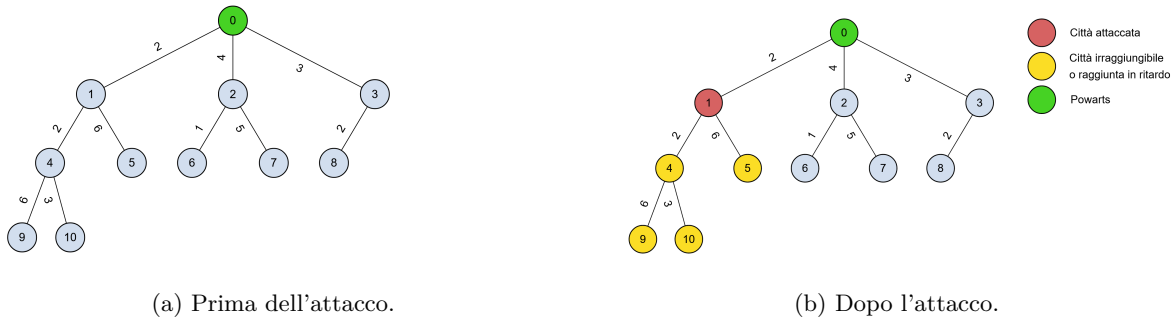 0
2 4 3
1 2 3
2 6 1 5 2
4 5 6 7 8
6 3
9 10
(a) Prima dell'attacco.
0
2 4 3
1 2 3
2 6 1 5 2
4 5 6 7 8
6 3
9 10
Città attaccata
Città irraggiungibile
o raggiunta in ritardo
Powarts
(b) Dopo l'attacco.